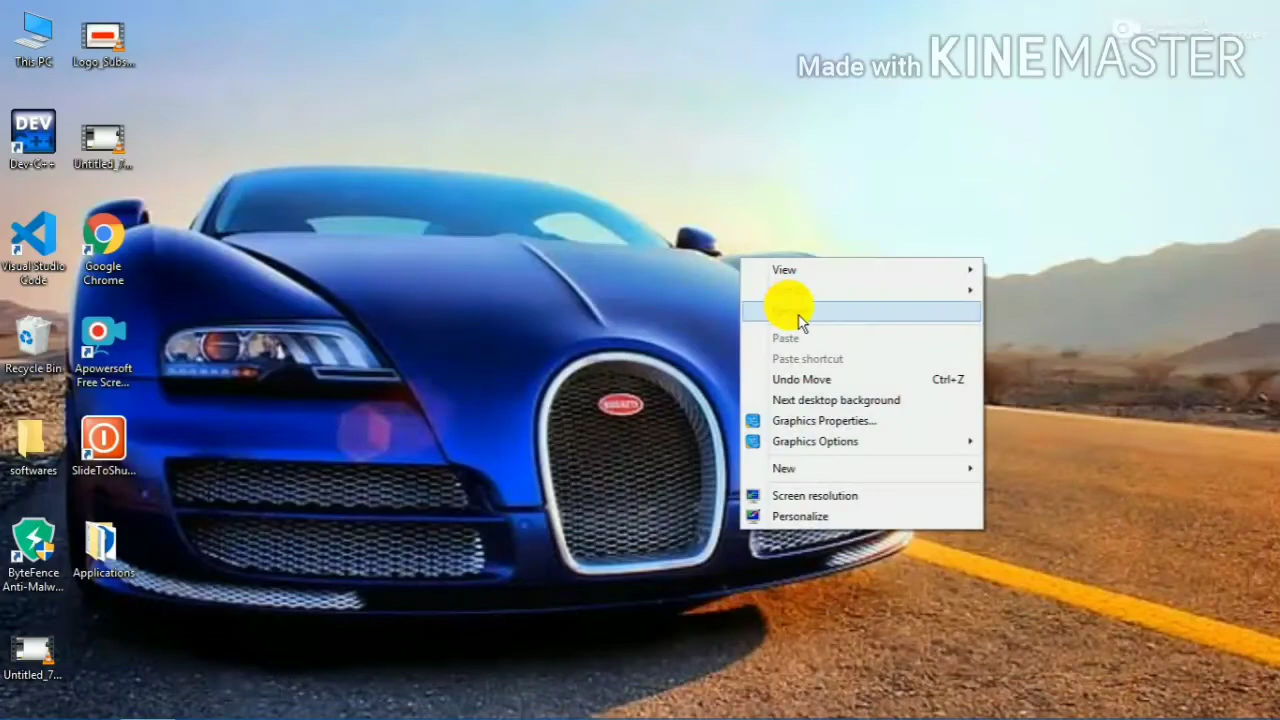 Made with KINEMASTER
This PC
Logo_Subs...
DEV
Dev-C++
Untitled_7...
Visual Studio
Code
Google
Chrome
Recycle Bin
Apowersoft
Free Scre...
softwares
SlideToShu...
ByteFence
Anti-Malw...
Applications
Untitled_7...
BUGATTI
View
Paste
Paste shortcut
Undo Move Ctrl+Z
Next desktop background
Graphics Properties...
Graphics Options
New
Screen resolution
Personalize